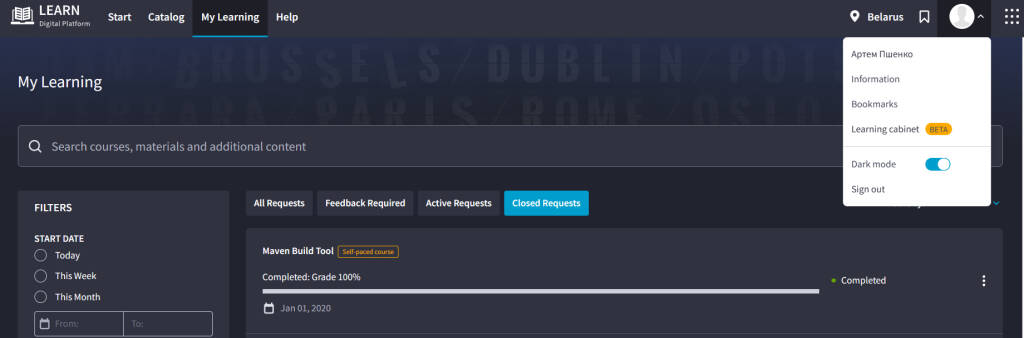 LEARN
Digital Platform
Start Catalog My Learning Help
Belarus
My Learning
Артем Пшенко
Information
Bookmarks
Learning cabinet BETA
Dark mode
Sign out
BRUSSELS/DUBLIN/
PARIS/ROME/OSLO
Search courses, materials and additional content
FILTERS
START DATE
Today
This Week
This Month
From: To:
All Requests Feedback Required Active Requests Closed Requests
Maven Build Tool Self-paced course
Completed: Grade 100%
Completed
Jan 01, 2020